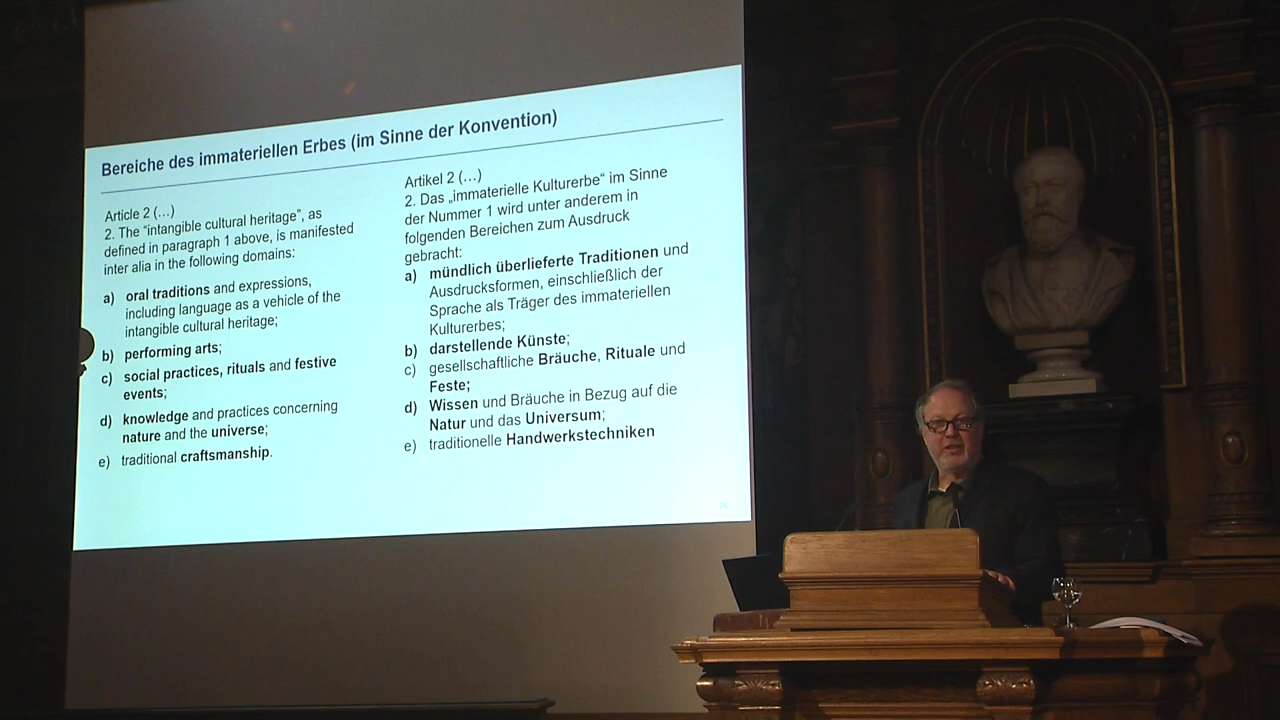 Bereiche des immateriellen Erbes (im Sinne der Konvention)
Article 2 (…)
2. The "intangible cultural heritage", as
defined in paragraph 1 above, is manifested
inter alia in the following domains:
a) oral traditions and expressions,
including language as a vehicle of the
intangible cultural heritage;
b) performing arts;
c) social practices, rituals and festive
events;
d) knowledge and practices concerning
nature and the universe;
e) traditional craftsmanship.
Artikel 2 (…)
2. Das „immaterielle Kulturerbe“ im Sinne
der Nummer 1 wird unter anderem in
folgenden Bereichen zum Ausdruck
gebracht:
a) mündlich überlieferte Traditionen und
Ausdrucksformen, einschließlich der
Sprache als Träger des immateriellen
Kulturerbes;
b) darstellende Künste;
c) gesellschaftliche Bräuche, Rituale und
Feste;
d) Wissen und Bräuche in Bezug auf die
Natur und das Universum;
e) traditionelle Handwerkstechniken